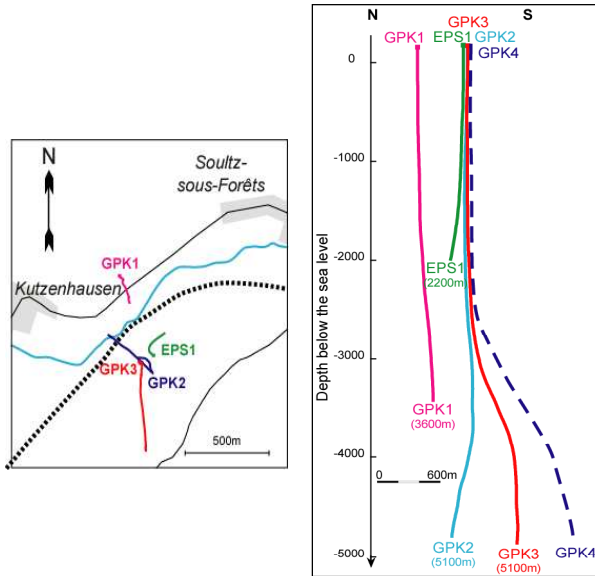 N
Soultz-
sous-Forêts
GPK1
Kutzenhausen
EPS1
GPK3
GPK2
500m
N
S
GPK3
GPK1
EPS1
GPK2
GPK4
Depth below the sea level
0
-1000
-2000
-3000
-4000
-5000
EPS1
(2200m)
GPK1
(3600m)
0
600m
GPK2
(5100m)
GPK3
(5100m)
GPK4